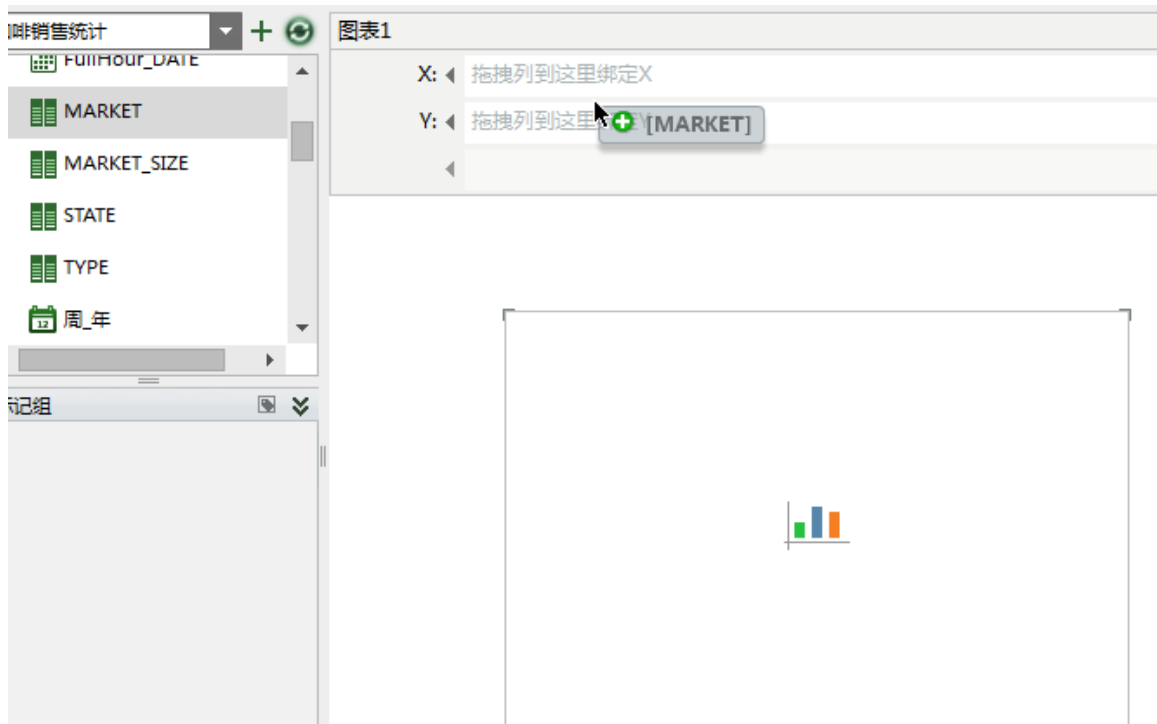 啡销售统计
图表1
FullHour_DATE
X: 拖拽列到这里绑定X
MARKET
Y: 拖拽列到这里
[MARKET]
MARKET_SIZE
STATE
TYPE
12 周_年
记组